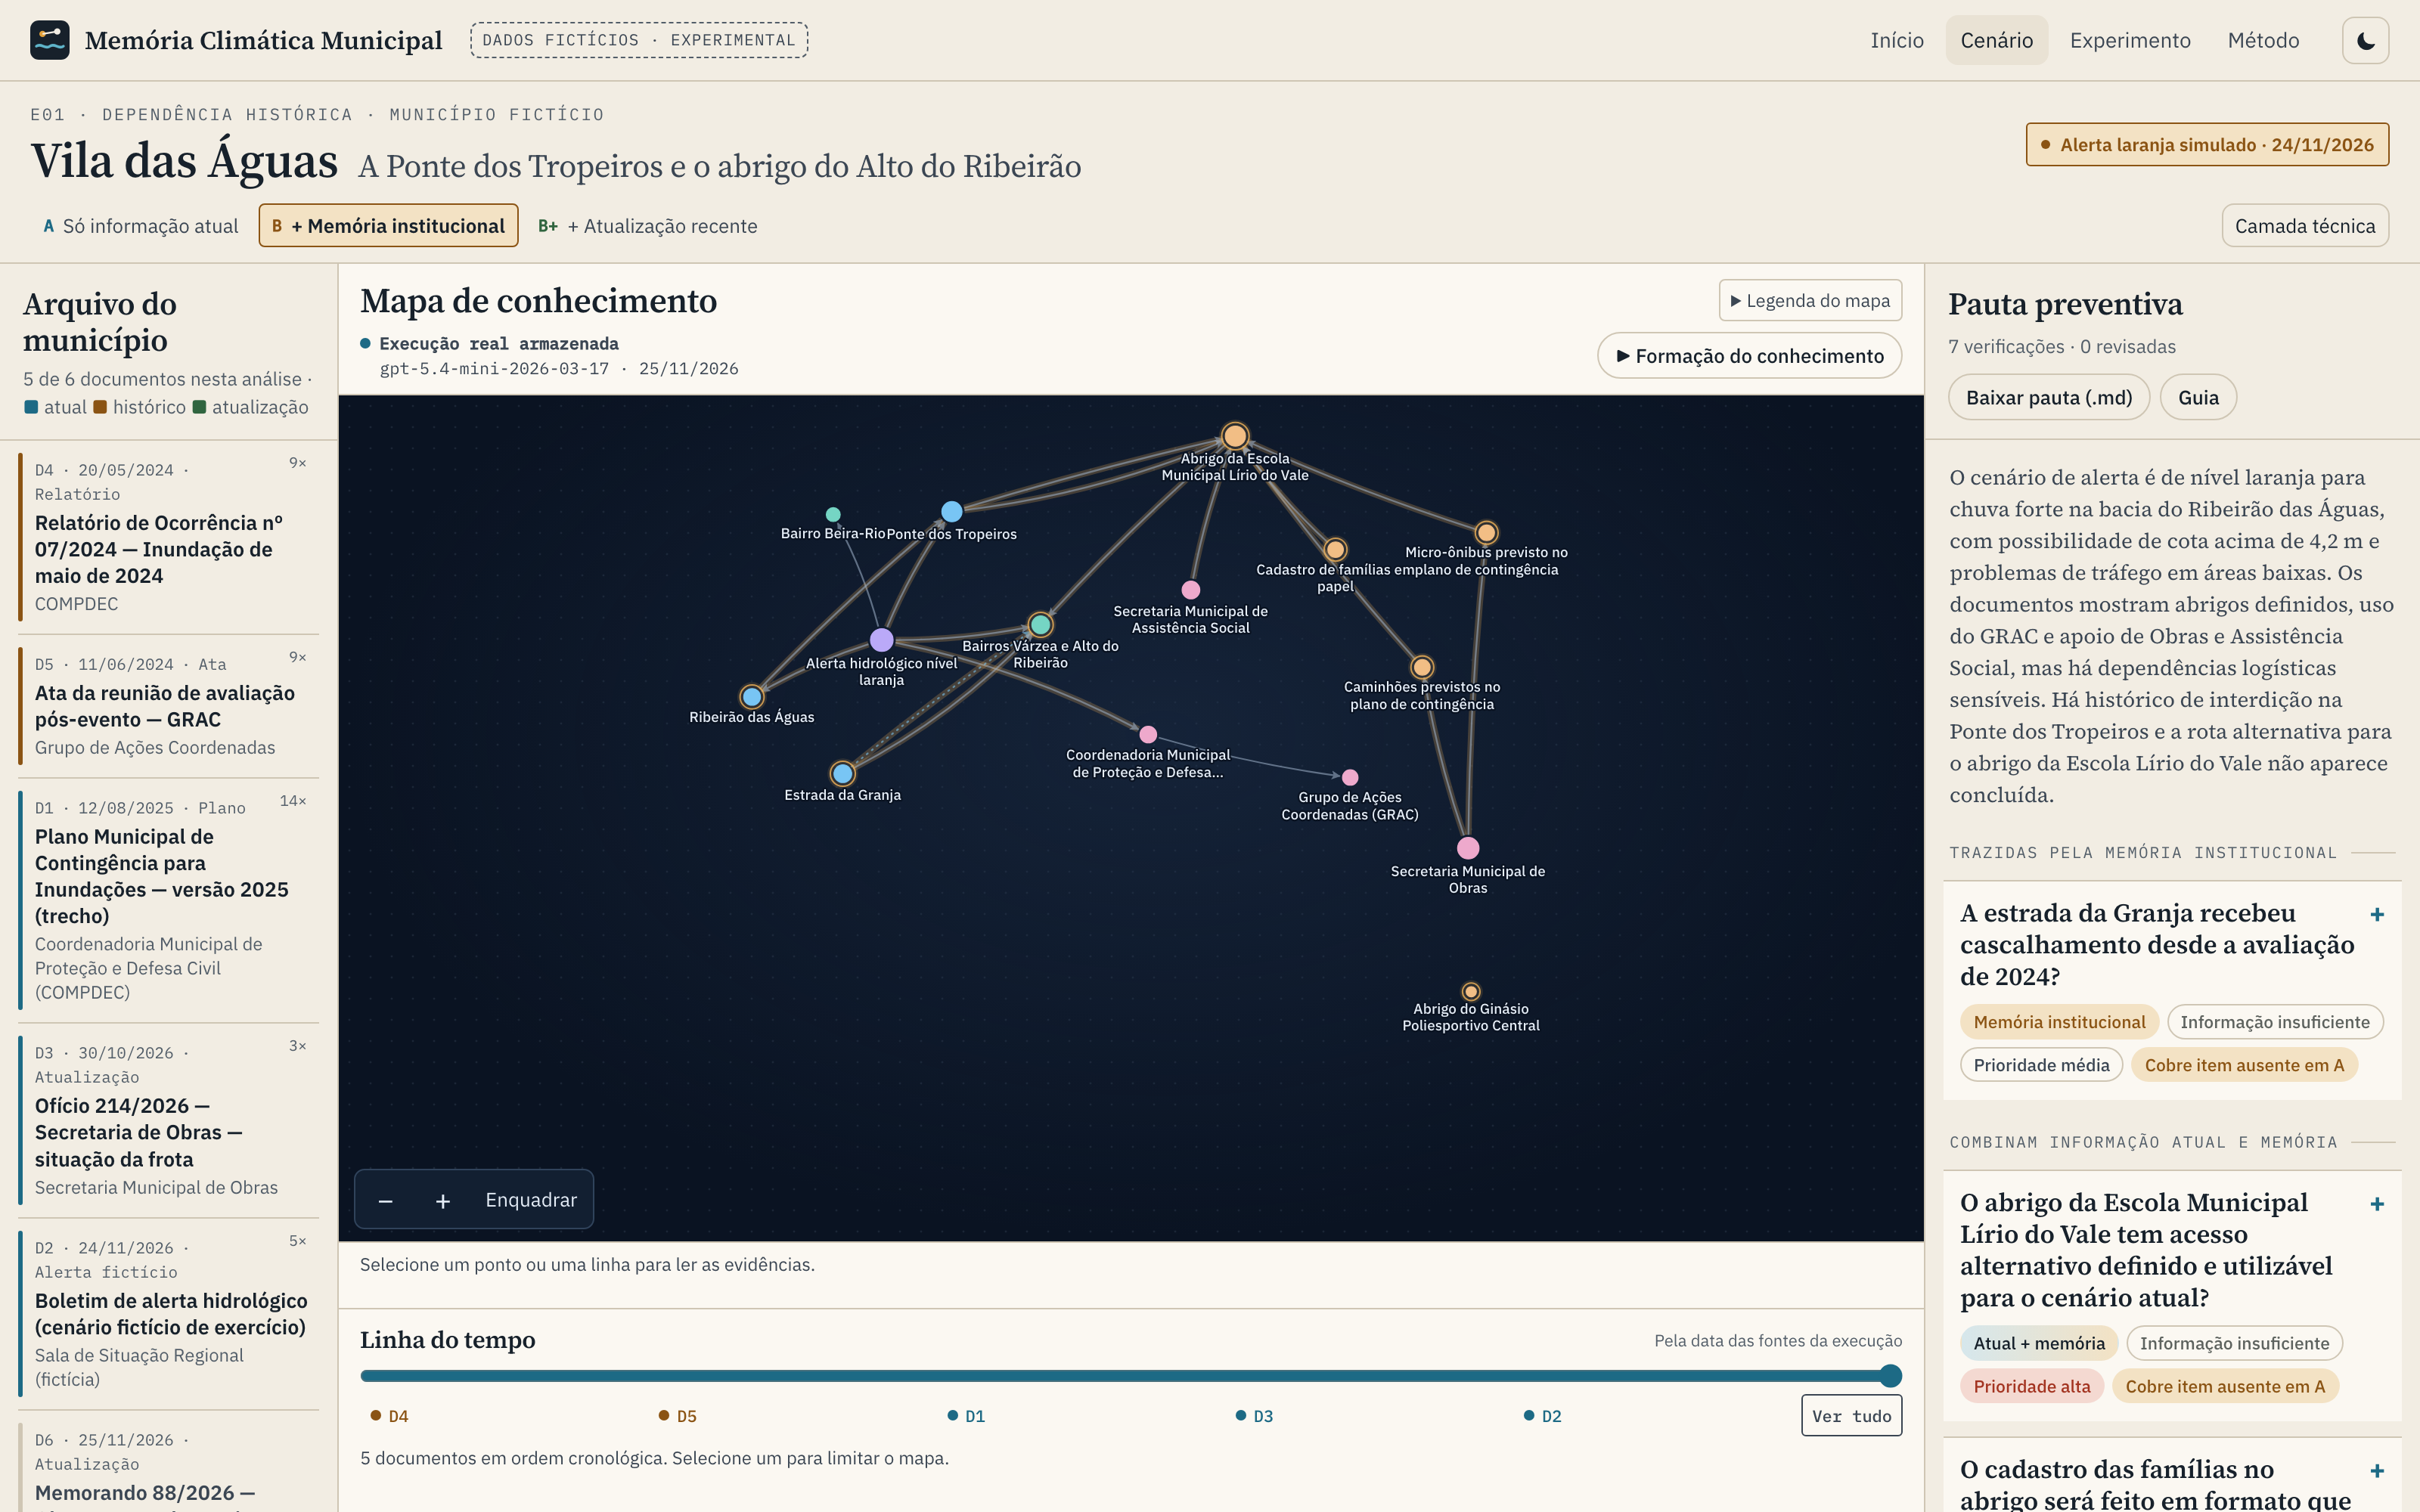 Memória Climática Municipal
DADOS FICTÍCIOS · EXPERIMENTAL
Início
Cenário
Experimento
Método
E01 · DEPENDÊNCIA HISTÓRICA · MUNICÍPIO FICTÍCIO
Vila das Águas A Ponte dos Tropeiros e o abrigo do Alto do Ribeirão
Alerta laranja simulado · 24/11/2026
A Só informação atual
B + Memória institucional
B+ + Atualização recente
Camada técnica
Arquivo do
município
5 de 6 documentos nesta análise ·
atual histórico atualização
D4 · 20/05/2024 ·
Relatório
9×
Relatório de Ocorrência nº
07/2024 — Inundação de
maio de 2024
COMPDEC
D5 · 11/06/2024 · Ata
9×
Ata da reunião de avaliação
pós-evento — GRAC
Grupo de Ações Coordenadas
D1 · 12/08/2025 · Plano
14×
Plano Municipal de
Contingência para
Inundações — versão 2025
(trecho)
Coordenadoria Municipal de
Proteção e Defesa Civil
(COMPDEC)
D3 · 30/10/2026 ·
Atualização
3×
Ofício 214/2026 —
Secretaria de Obras —
situação da frota
Secretaria Municipal de Obras
D2 · 24/11/2026 ·
Alerta fictício
5×
Boletim de alerta hidrológico
(cenário fictício de exercício)
Sala de Situação Regional
(fictícia)
D6 · 25/11/2026 ·
Atualização
Memorando 88/2026 —
Mapa de conhecimento
Execução real armazenada
gpt-5.4-mini-2026-03-17 · 25/11/2026
Legenda do mapa
Formação do conhecimento
Abrigo da Escola
Municipal Lírio do Vale
Bairro Beira-Rio
Ponte dos Tropeiros
Micro-ônibus previsto no
plano de contingência
Cadastro de famílias em
papel
Secretaria Municipal de
Assistência Social
Bairros Várzea e Alto do
Ribeirão
Alerta hidrológico nível
laranja
Caminhões previstos no
plano de contingência
Ribeirão das Águas
Coordenadoria Municipal
de Proteção e Defesa...
Estrada da Granja
Grupo de Ações
Coordenadas (GRAC)
Secretaria Municipal de
Obras
Abrigo do Ginásio
Poliesportivo Central
− + Enquadrar
Selecione um ponto ou uma linha para ler as evidências.
Linha do tempo
Pela data das fontes da execução
D4
D5
D1
D3
D2
Ver tudo
5 documentos em ordem cronológica. Selecione um para limitar o mapa.
Pauta preventiva
7 verificações · 0 revisadas
Baixar pauta (.md)
Guia
O cenário de alerta é de nível laranja para
chuva forte na bacia do Ribeirão das Águas,
com possibilidade de cota acima de 4,2 m e
problemas de tráfego em áreas baixas. Os
documentos mostram abrigos definidos, uso
do GRAC e apoio de Obras e Assistência
Social, mas há dependências logísticas
sensíveis. Há histórico de interdição na
Ponte dos Tropeiros e a rota alternativa para
o abrigo da Escola Lírio do Vale não aparece
concluída.
TRAZIDAS PELA MEMÓRIA INSTITUCIONAL
A estrada da Granja recebeu
cascalhamento desde a avaliação
de 2024?
+
Memória institucional
Informação insuficiente
Prioridade média
Cobre item ausente em A
COMBINAM INFORMAÇÃO ATUAL E MEMÓRIA
O abrigo da Escola Municipal
Lírio do Vale tem acesso
alternativo definido e utilizável
para o cenário atual?
+
Atual + memória
Informação insuficiente
Prioridade alta
Cobre item ausente em A
O cadastro das famílias no
abrigo será feito em formato que
+